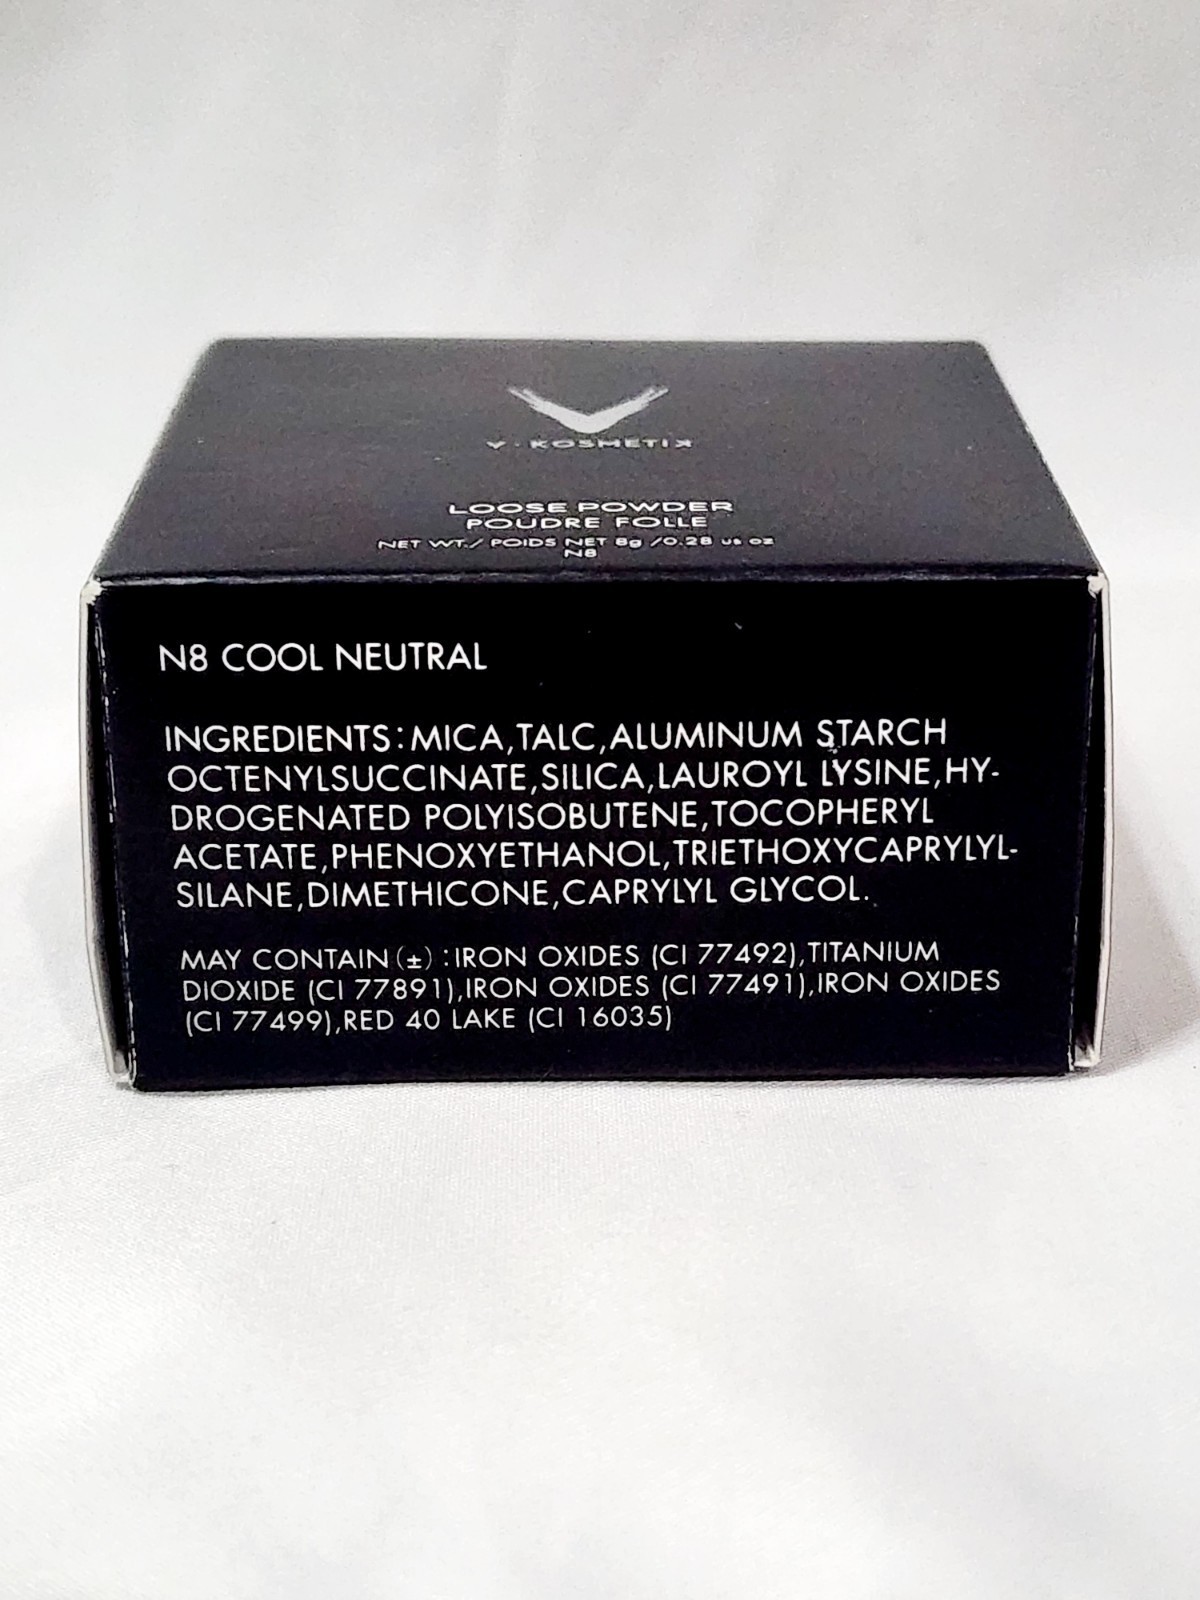 V · KOSMETIX
LOOSE POWDER
POUDRE FOLLE
NET WT./ POIDS NET 8g /0.28 us oz
N8
N8 COOL NEUTRAL
INGREDIENTS:MICA,TALC,ALUMINUM STARCH
OCTENYLSUCCINATE,SILICA,LAUROYL LYSINE,HY-
DROGENATED POLYISOBUTENE,TOCOPHERYL
ACETATE,PHENOXYETHANOL,TRIETHOXYCAPRYLYL-
SILANE,DIMETHICONE,CAPRYLYL GLYCOL.
MAY CONTAIN(±):IRON OXIDES (CI 77492),TITANIUM
DIOXIDE (CI 77891),IRON OXIDES (CI 77491),IRON OXIDES
(CI 77499),RED 40 LAKE (CI 16035)